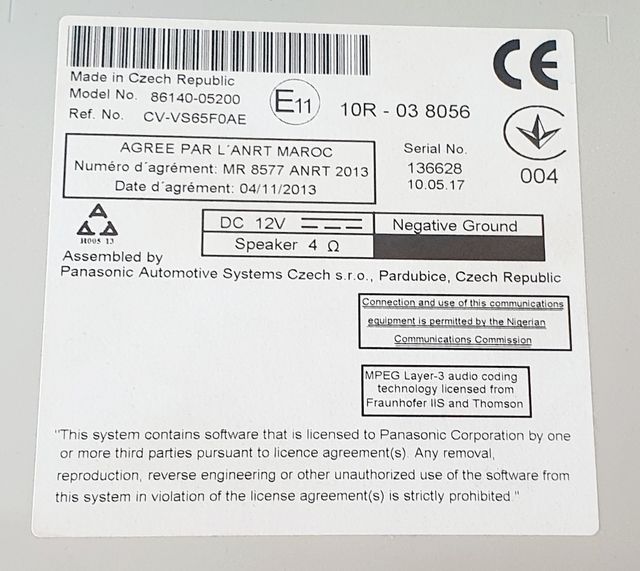 Made in Czech Republic
Model No. 86140-05200
Ref. No. CV-VS65F0AE
E11
10R - 03 8056
CE
AGREE PAR L´ANRT MAROC
Numéro d´agrément: MR 8577 ANRT 2013
Date d´agrément: 04/11/2013
Serial No.
136628
10.05.17
004
H005 13
DC 12V
Negative Ground
Speaker 4 Ω
Assembled by
Panasonic Automotive Systems Czech s.r.o., Pardubice, Czech Republic
Connection and use of this communications
equipment is permitted by the Nigerian
Communications Commission
MPEG Layer-3 audio coding
technology licensed from
Fraunhofer IIS and Thomson
"This system contains software that is licensed to Panasonic Corporation by one
or more third parties pursuant to licence agreement(s). Any removal,
reproduction, reverse engineering or other unauthorized use of the software from
this system in violation of the license agreement(s) is strictly prohibited."